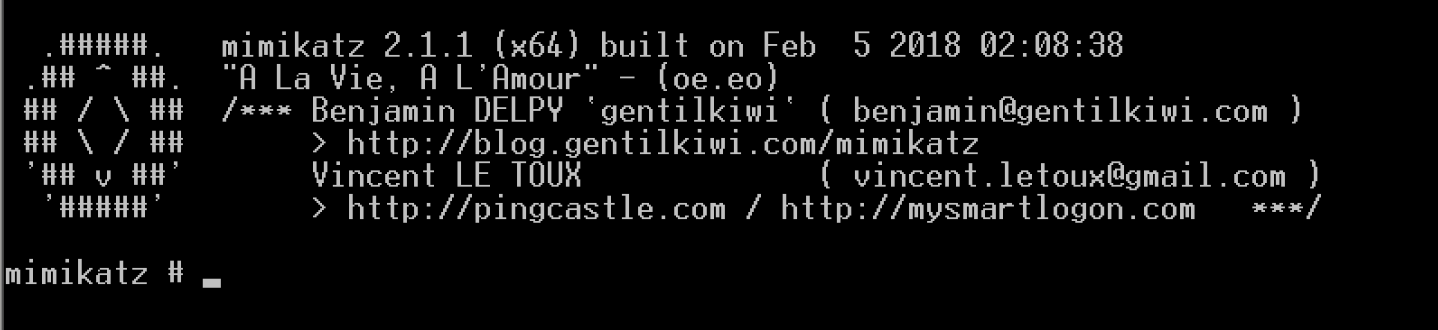 .#####.   mimikatz 2.1.1 (x64) built on Feb  5 2018 02:08:38
 .## ^ ##.  "A La Vie, A L'Amour" - (oe.eo)
 ## / \ ##  /*** Benjamin DELPY `gentilkiwi` ( benjamin@gentilkiwi.com )
 ## \ / ##       > http://blog.gentilkiwi.com/mimikatz
 '## v ##'       Vincent LE TOUX             ( vincent.letoux@gmail.com )
  '#####'        > http://pingcastle.com / http://mysmartlogon.com   ***/
mimikatz # _